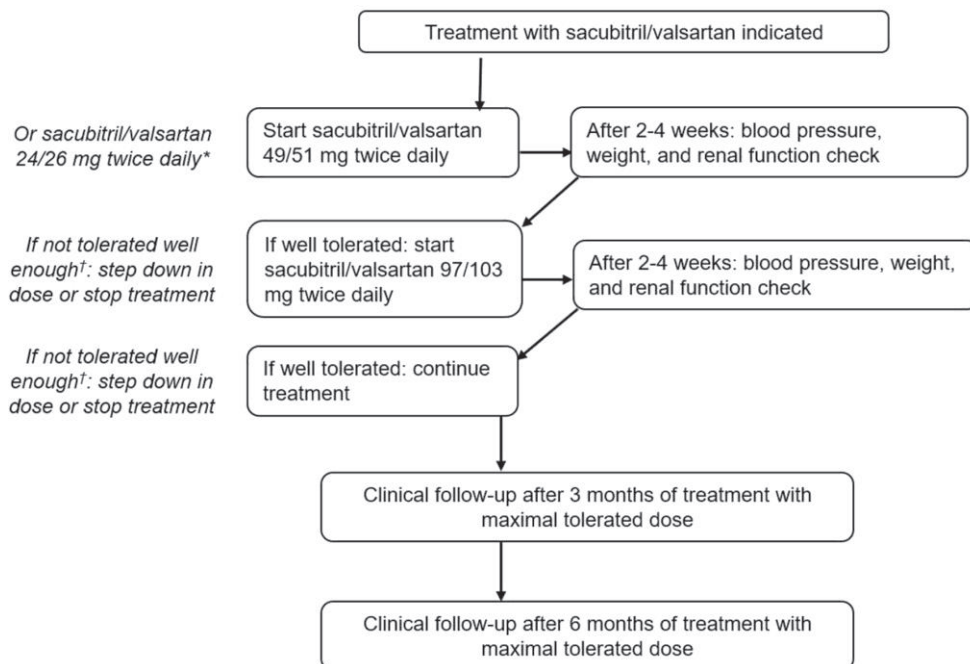 Treatment with sacubitril/valsartan indicated
Or sacubitril/valsartan
24/26 mg twice daily*
Start sacubitril/valsartan
49/51 mg twice daily
After 2-4 weeks: blood pressure,
weight, and renal function check
If not tolerated well
enough†: step down in
dose or stop treatment
If well tolerated: start
sacubitril/valsartan 97/103
mg twice daily
After 2-4 weeks: blood pressure, weight,
and renal function check
If not tolerated well
enough†: step down in
dose or stop treatment
If well tolerated: continue
treatment
Clinical follow-up after 3 months of treatment with
maximal tolerated dose
Clinical follow-up after 6 months of treatment with
maximal tolerated dose